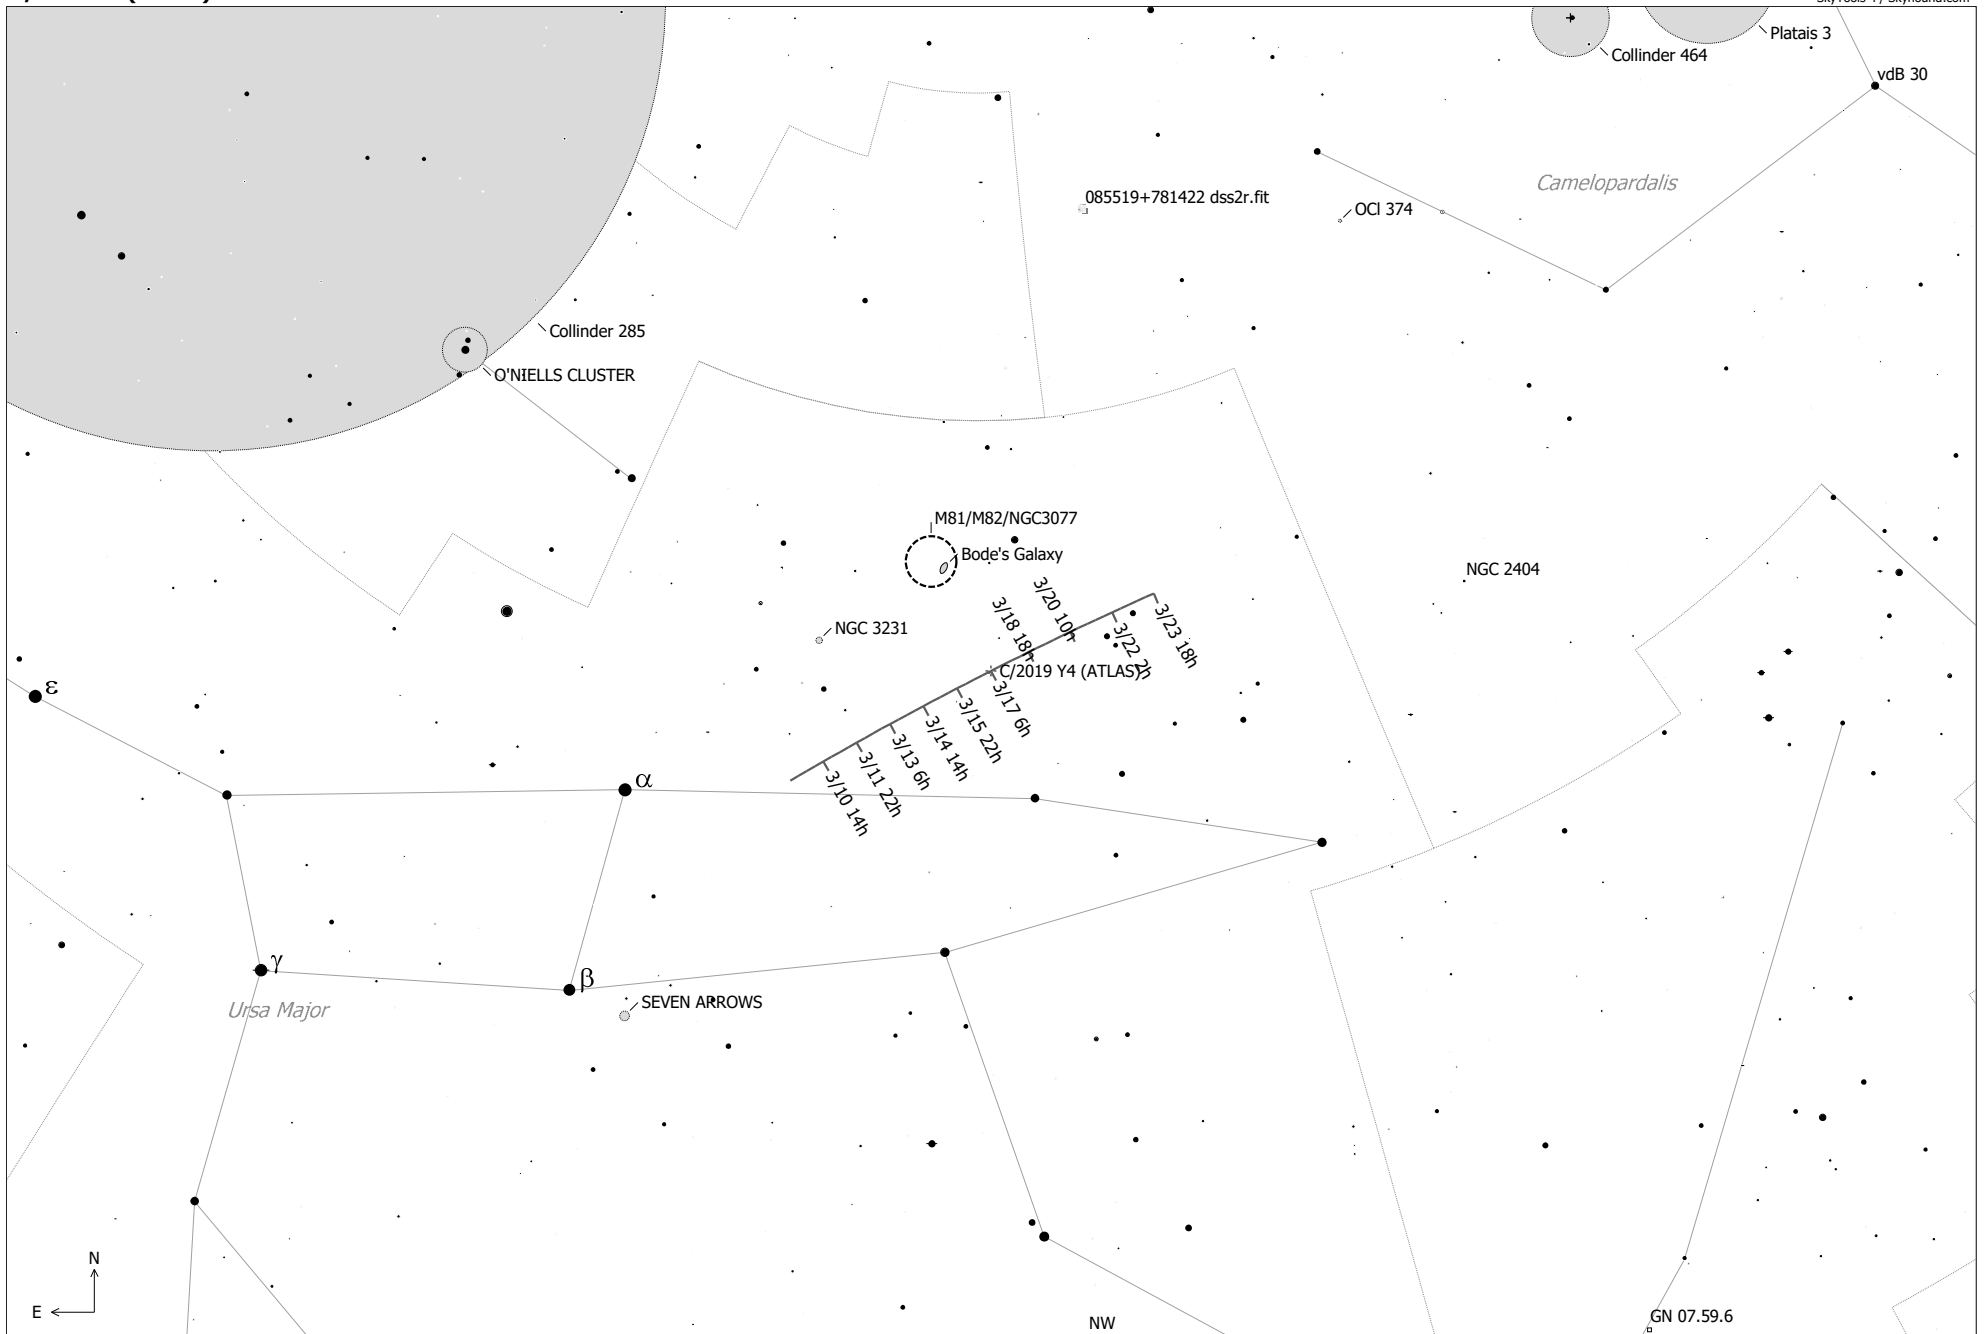 Platais 3
Collinder 464
vdB 30
Camelopardalis
085519+781422 dss2r.fit
OCl 374
Collinder 285
O'NIELLS CLUSTER
M81/M82/NGC3077
Bode's Galaxy
NGC 2404
3/20 10h
3/18 18h
3/23 18h
NGC 3231
3/22 2h
C/2019 Y4 (ATLAS)
3/17 6h
3/15 22h
3/14 14h
3/13 6h
3/11 22h
3/10 14h
ε
α
γ
β
SEVEN ARROWS
Ursa Major
N
E
NW
GN 07.59.6